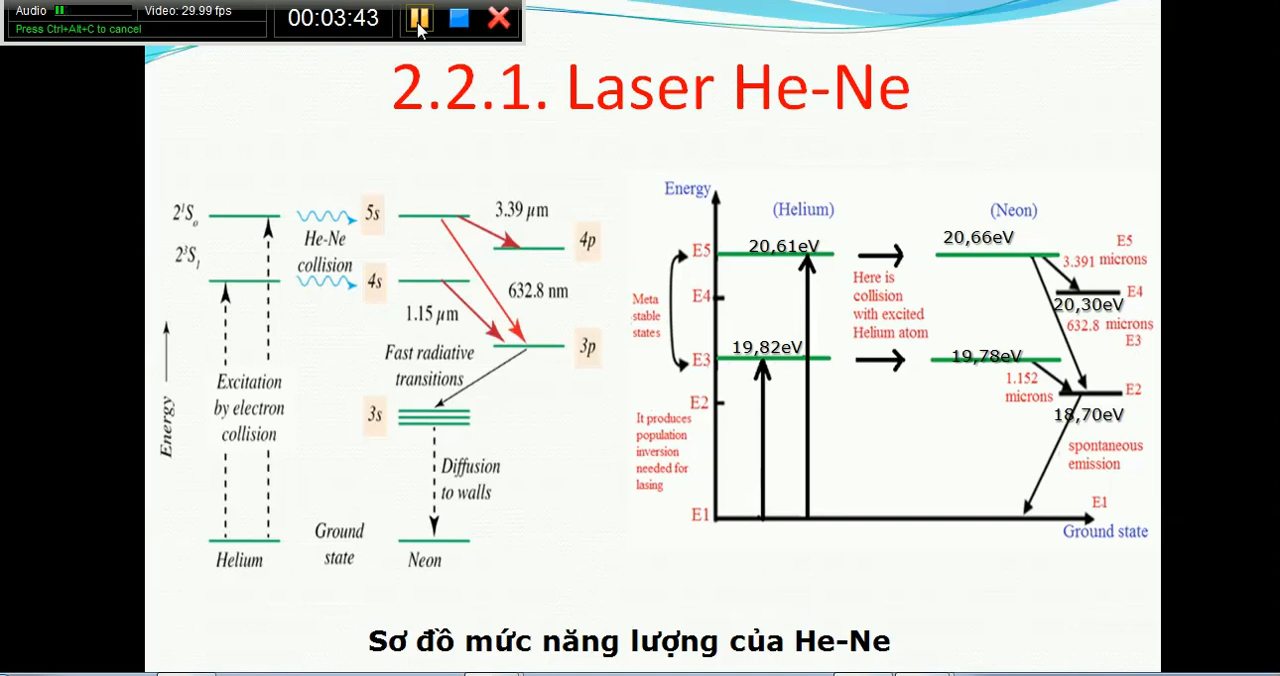 Audio
Video: 29.99 fps
Press Ctrl+Alt+C to cancel
00:03:43
2.2.1. Laser He-Ne
2¹S₀
2³S₁
He-Ne
collision
5s
4s
3.39 μm
4p
632.8 nm
1.15 μm
3p
Fast radiative
transitions
3s
Excitation
by electron
collision
Energy
Diffusion
to walls
Ground
state
Helium
Neon
Energy
(Helium)
(Neon)
E5
20,61eV
20,66eV
E5
3.391
microns
Meta
stable
states
E4
Here is
collision
with excited
Helium atom
E4
20,30eV
632.8 microns
E3
19,82eV
E3
19,78eV
1.152
microns
E2
18,70eV
E2
It produces
population
inversion
needed for
lasing
spontaneous
emission
E1
E1
Ground state
Sơ đồ mức năng lượng của He-Ne